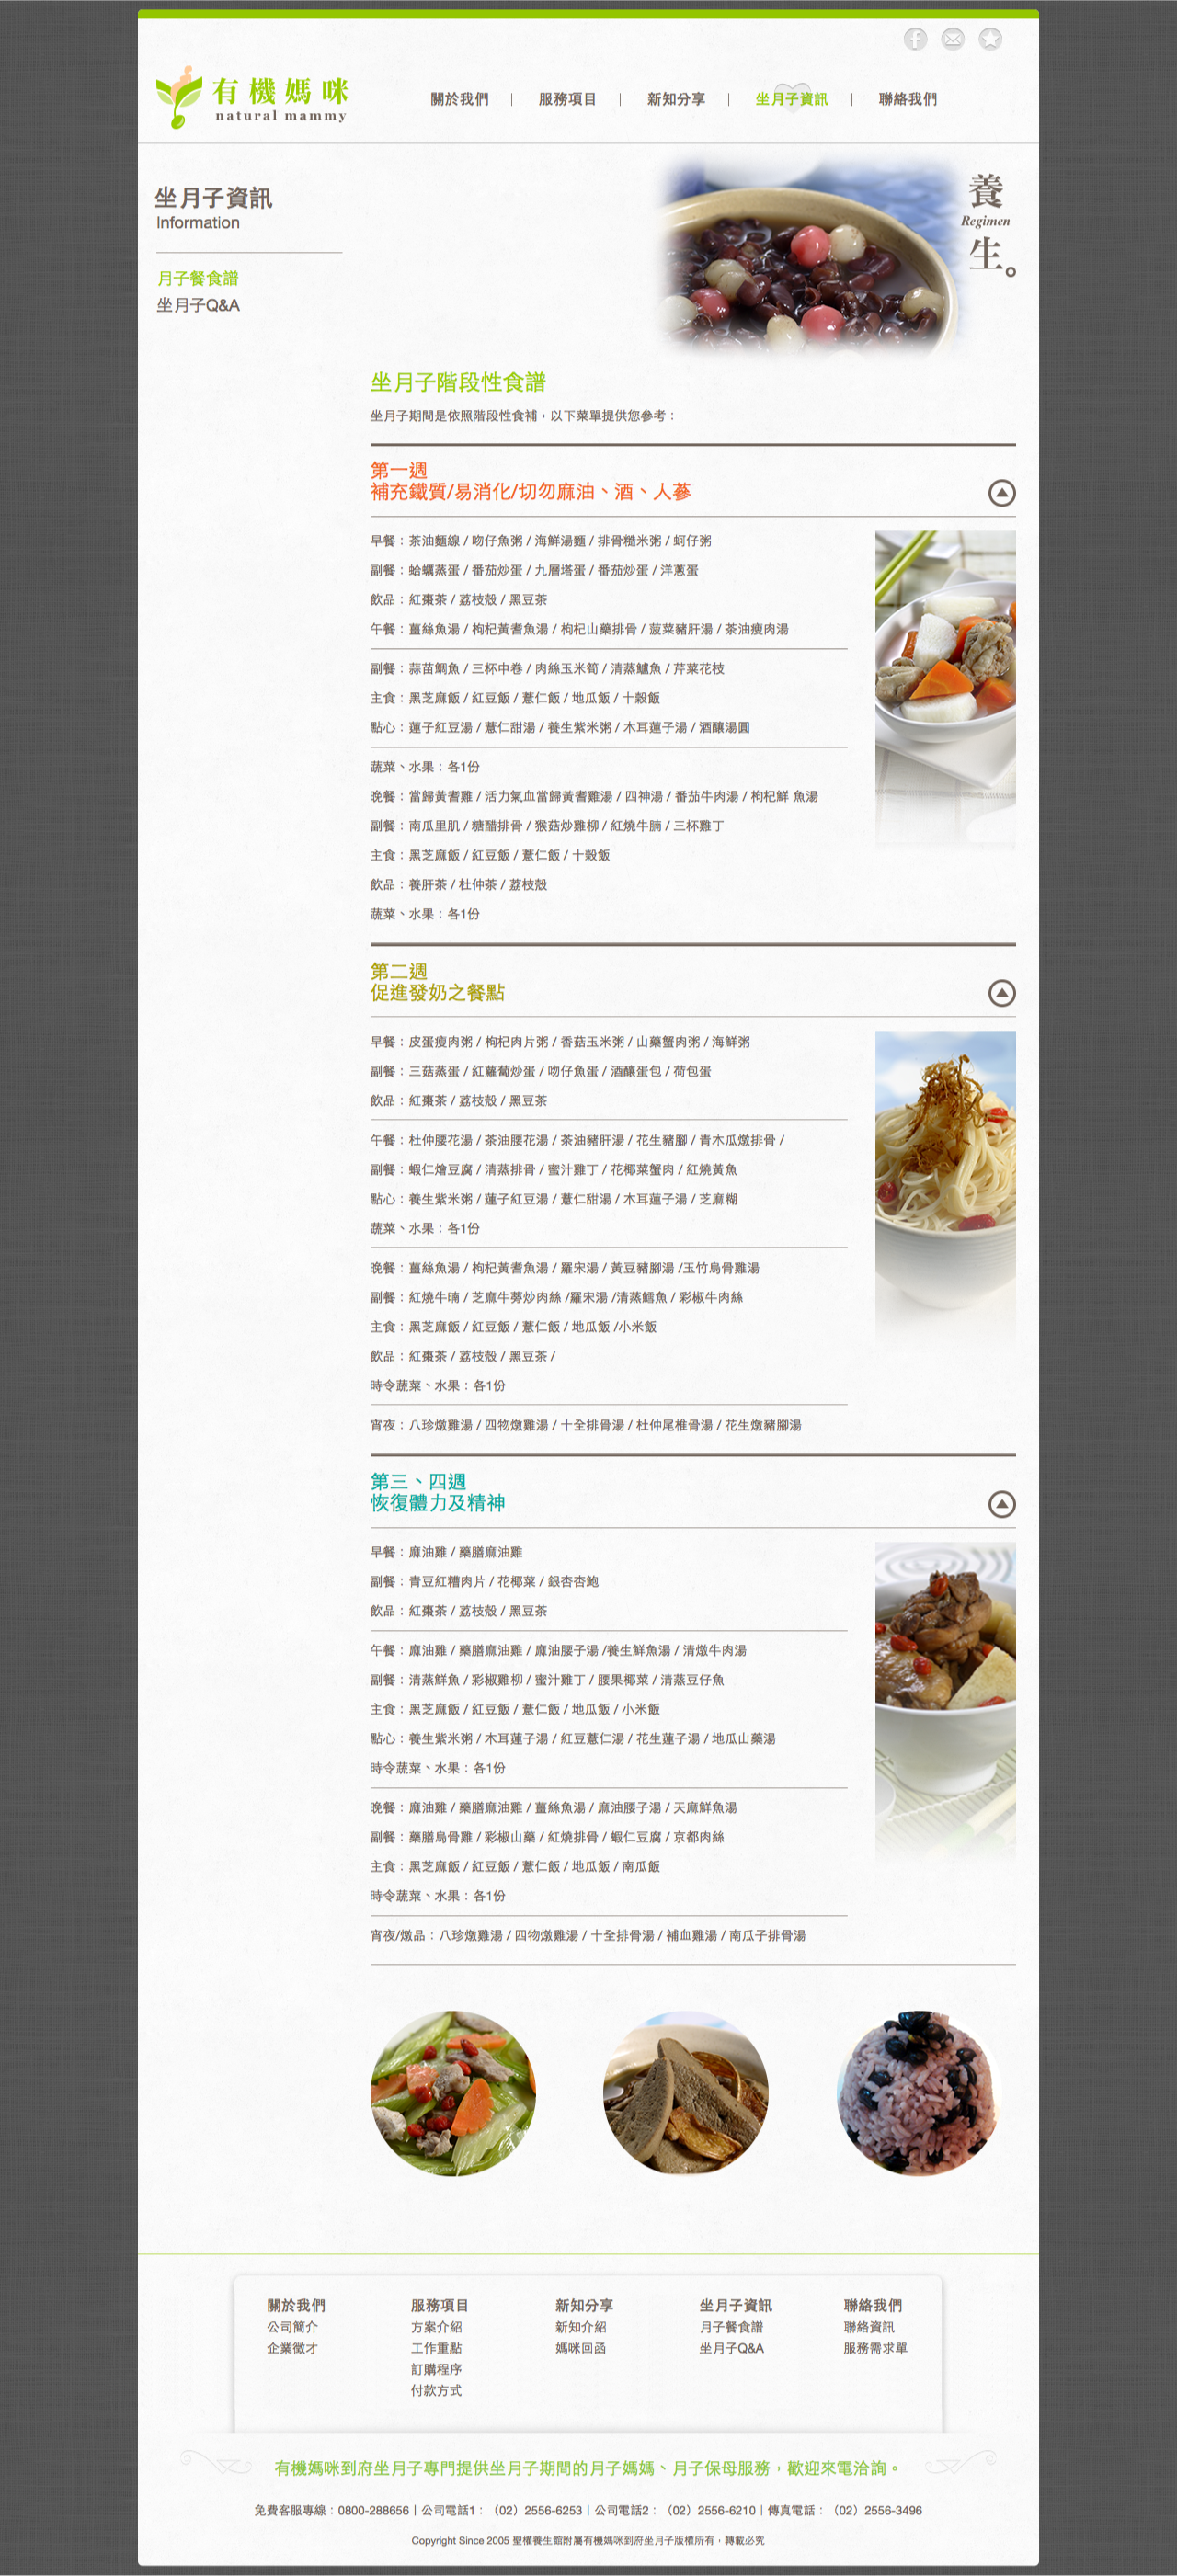 有機媽咪
natural mammy
關於我們 | 服務項目 | 新知分享 | 坐月子資訊 | 聯絡我們
坐月子資訊
Information
月子餐食譜
坐月子Q&A
養生。
Regimen
坐月子階段性食譜
坐月子期間是依照階段性食補，以下菜單提供您參考：
第一週
補充鐵質/易消化/切勿麻油、酒、人蔘
早餐：茶油麵線 / 吻仔魚粥 / 海鮮湯麵 / 排骨糙米粥 / 蚵仔粥
副餐：蛤蠣蒸蛋 / 番茄炒蛋 / 九層塔蛋 / 番茄炒蛋 / 洋蔥蛋
飲品：紅棗茶 / 荔枝殼 / 黑豆茶
午餐：薑絲魚湯 / 枸杞黃耆魚湯 / 枸杞山藥排骨 / 菠菜豬肝湯 / 茶油瘦肉湯
副餐：蒜苗鯛魚 / 三杯中卷 / 肉絲玉米筍 / 清蒸鱸魚 / 芹菜花枝
主食：黑芝麻飯 / 紅豆飯 / 薏仁飯 / 地瓜飯 / 十榖飯
點心：蓮子紅豆湯 / 薏仁甜湯 / 養生紫米粥 / 木耳蓮子湯 / 酒釀湯圓
蔬菜、水果：各1份
晚餐：當歸黃耆雞 / 活力氣血當歸黃耆雞湯 / 四神湯 / 番茄牛肉湯 / 枸杞鮮 魚湯
副餐：南瓜里肌 / 糖醋排骨 / 猴菇炒雞柳 / 紅燒牛腩 / 三杯雞丁
主食：黑芝麻飯 / 紅豆飯 / 薏仁飯 / 十榖飯
飲品：養肝茶 / 杜仲茶 / 荔枝殼
蔬菜、水果：各1份
第二週
促進發奶之餐點
早餐：皮蛋瘦肉粥 / 枸杞肉片粥 / 香菇玉米粥 / 山藥蟹肉粥 / 海鮮粥
副餐：三菇蒸蛋 / 紅蘿蔔炒蛋 / 吻仔魚蛋 / 酒釀蛋包 / 荷包蛋
飲品：紅棗茶 / 荔枝殼 / 黑豆茶
午餐：杜仲腰花湯 / 茶油腰花湯 / 茶油豬肝湯 / 花生豬腳 / 青木瓜燉排骨 /
副餐：蝦仁燴豆腐 / 清蒸排骨 / 蜜汁雞丁 / 花椰菜蟹肉 / 紅燒黃魚
點心：養生紫米粥 / 蓮子紅豆湯 / 薏仁甜湯 / 木耳蓮子湯 / 芝麻糊
蔬菜、水果：各1份
晚餐：薑絲魚湯 / 枸杞黃耆魚湯 / 羅宋湯 / 黃豆豬腳湯 /玉竹烏骨雞湯
副餐：紅燒牛腩 / 芝麻牛蒡炒肉絲 /羅宋湯 /清蒸鱈魚 / 彩椒牛肉絲
主食：黑芝麻飯 / 紅豆飯 / 薏仁飯 / 地瓜飯 /小米飯
飲品：紅棗茶 / 荔枝殼 / 黑豆茶 /
時令蔬菜、水果：各1份
宵夜：八珍燉雞湯 / 四物燉雞湯 / 十全排骨湯 / 杜仲尾椎骨湯 / 花生燉豬腳湯
第三、四週
恢復體力及精神
早餐：麻油雞 / 藥膳麻油雞
副餐：青豆紅糟肉片 / 花椰菜 / 銀杏杏鮑
飲品：紅棗茶 / 荔枝殼 / 黑豆茶
午餐：麻油雞 / 藥膳麻油雞 / 麻油腰子湯 /養生鮮魚湯 / 清燉牛肉湯
副餐：清蒸鮮魚 / 彩椒雞柳 / 蜜汁雞丁 / 腰果椰菜 / 清蒸豆仔魚
主食：黑芝麻飯 / 紅豆飯 / 薏仁飯 / 地瓜飯 / 小米飯
點心：養生紫米粥 / 木耳蓮子湯 / 紅豆薏仁湯 / 花生蓮子湯 / 地瓜山藥湯
時令蔬菜、水果：各1份
晚餐：麻油雞 / 藥膳麻油雞 / 薑絲魚湯 / 麻油腰子湯 / 天麻鮮魚湯
副餐：藥膳烏骨雞 / 彩椒山藥 / 紅燒排骨 / 蝦仁豆腐 / 京都肉絲
主食：黑芝麻飯 / 紅豆飯 / 薏仁飯 / 地瓜飯 / 南瓜飯
時令蔬菜、水果：各1份
宵夜/燉品：八珍燉雞湯 / 四物燉雞湯 / 十全排骨湯 / 補血雞湯 / 南瓜子排骨湯
關於我們
公司簡介
企業徵才
服務項目
方案介紹
工作重點
訂購程序
付款方式
新知分享
新知介紹
媽咪回函
坐月子資訊
月子餐食譜
坐月子Q&A
聯絡我們
聯絡資訊
服務需求單
有機媽咪到府坐月子專門提供坐月子期間的月子媽媽、月子保母服務，歡迎來電洽詢。
免費客服專線：0800-288656 | 公司電話1：（02）2556-6253 | 公司電話2：（02）2556-6210 | 傳真電話：（02）2556-3496
Copyright Since 2005 聖權養生館附屬有機媽咪到府坐月子版權所有，轉載必究